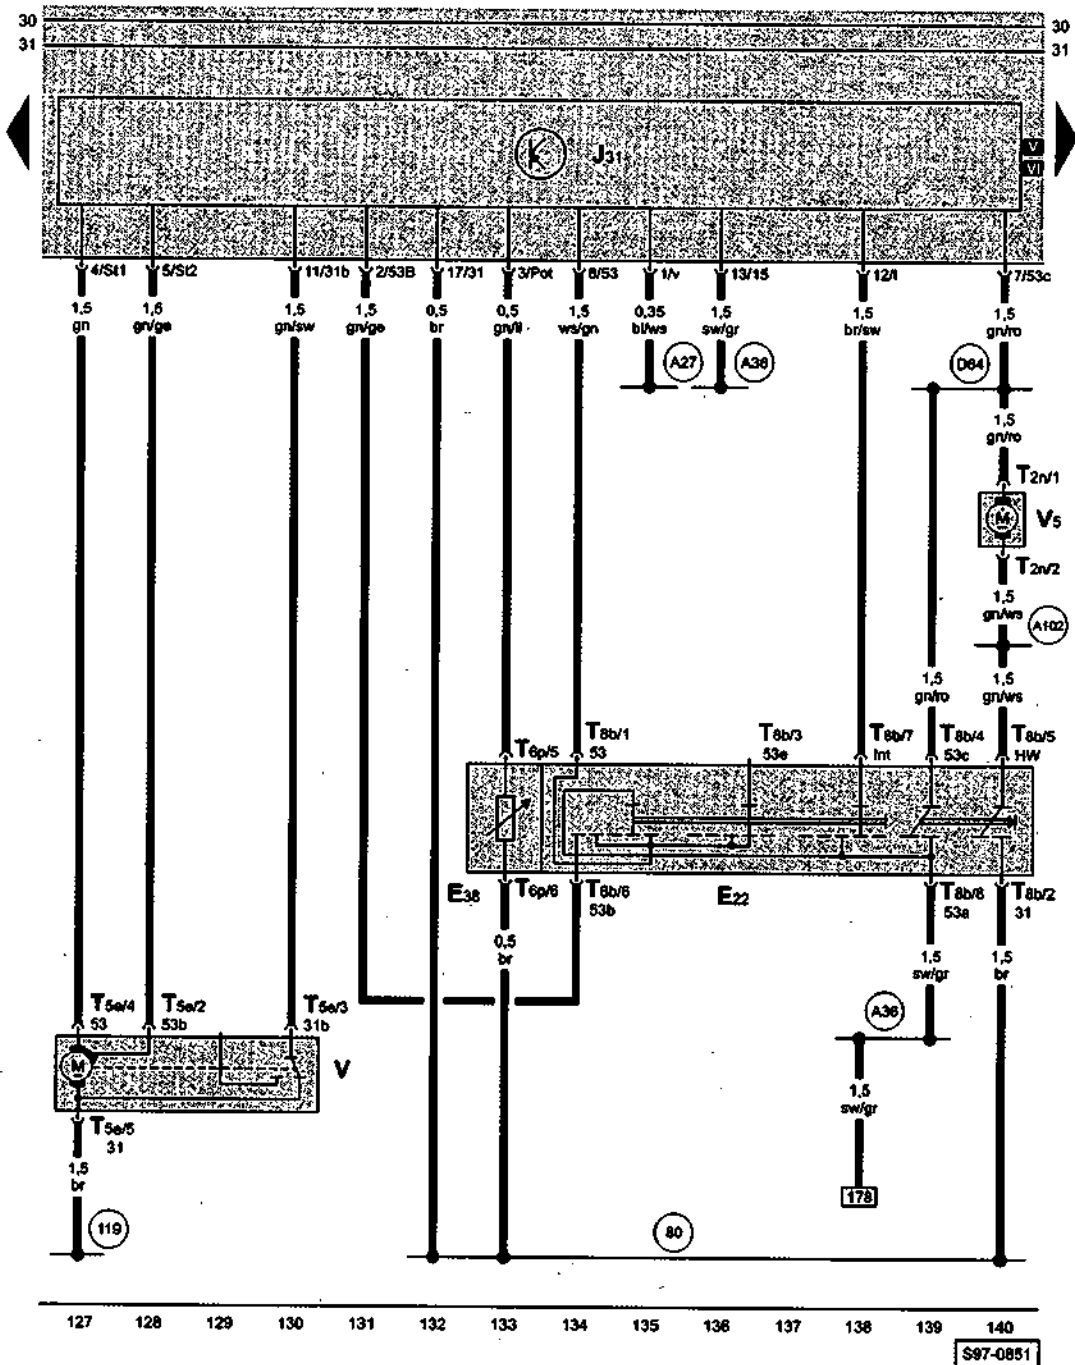 30 30
31 31
J31
V
VI
4/St1 5/St2 11/31b 2/53B 17/31 3/Pot 6/53 1/v 13/15 12/I 7/53c
1,5 1,5 1,5 1,5 0,5 0,5 1,5 0,35 1,5 1,5 1,5
gn gn/ge gn/sw gn/ge br gn/li ws/gn bl/ws sw/gr br/sw gn/ro
A27 A36 D64
1,5
gn/ro
T2n/1
M V5
T2n/2
1,5
gn/ws
A102
1,5 1,5
gn/ro gn/ws
T6p/5 T8b/1 T8b/3 T8b/7 T8b/4 T8b/5
53 53e Int 53c HW
E38 T6p/6 T8b/6 E22 T8b/8 T8b/2
53b 53a 31
0,5 1,5 1,5
br sw/gr br
T5e/4 T5e/2 T5e/3 A36
53 53b 31b
M V
1,5
sw/gr
T5e/5
31
1,5
br
178
119 80
127 128 129 130 131 132 133 134 135 136 137 138 139 140
S97-0851